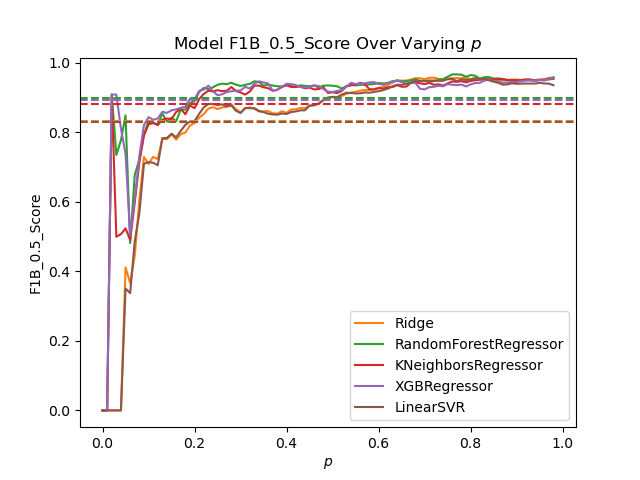 Model F1B_0.5_Score Over Varying p
F1B_0.5_Score
1.0
0.8
0.6
0.4
0.2
0.0
Ridge
RandomForestRegressor
KNeighborsRegressor
XGBRegressor
LinearSVR
0.0 0.2 0.4 0.6 0.8 1.0
p